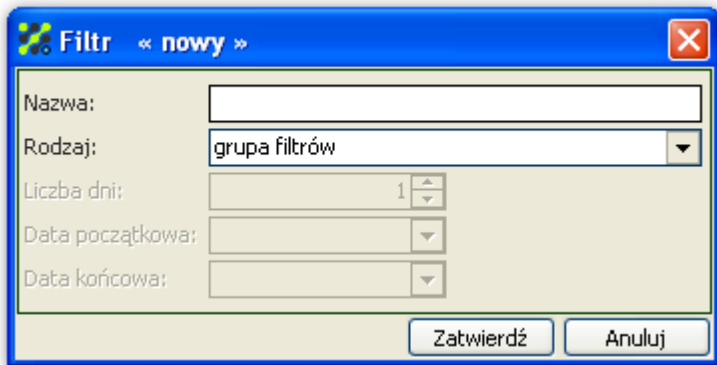 Filtr « nowy »
Nazwa:
Rodzaj: grupa filtrów
Liczba dni: 1
Data początkowa:
Data końcowa:
Zatwierdź Anuluj